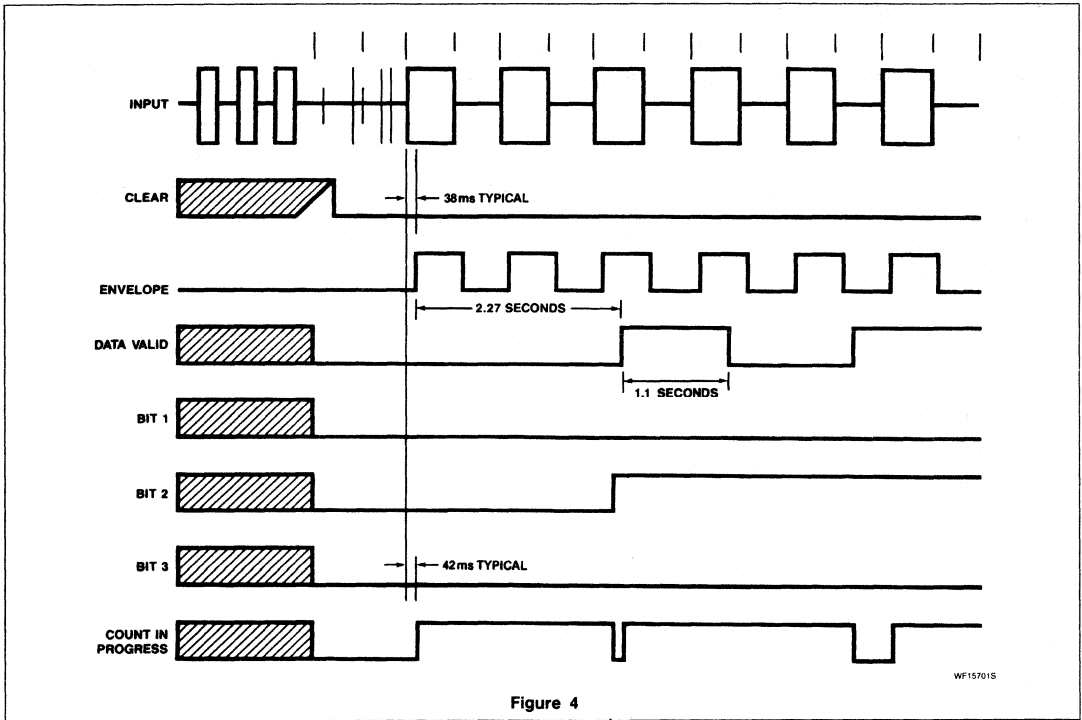 INPUT
CLEAR
38ms TYPICAL
ENVELOPE
2.27 SECONDS
DATA VALID
1.1 SECONDS
BIT 1
BIT 2
BIT 3
42ms TYPICAL
COUNT IN
PROGRESS
WF15701S
Figure 4